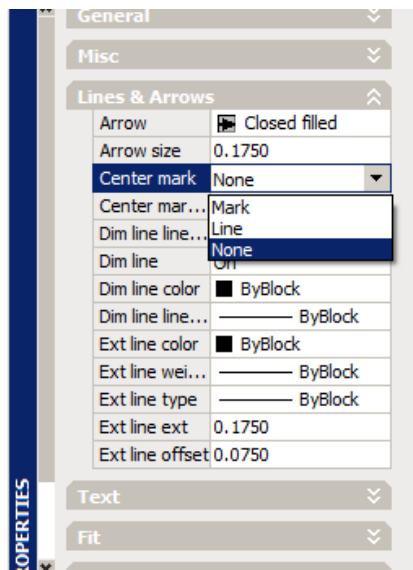 General
Misc
Lines & Arrows
Arrow Closed filled
Arrow size 0.1750
Center mark None
Center mar... Mark
Line
Dim line line... None
Dim line On
Dim line color ByBlock
Dim line line... ByBlock
Ext line color ByBlock
Ext line wei... ByBlock
Ext line type ByBlock
Ext line ext 0.1750
Ext line offset 0.0750
Text
Fit
ROPERTIES